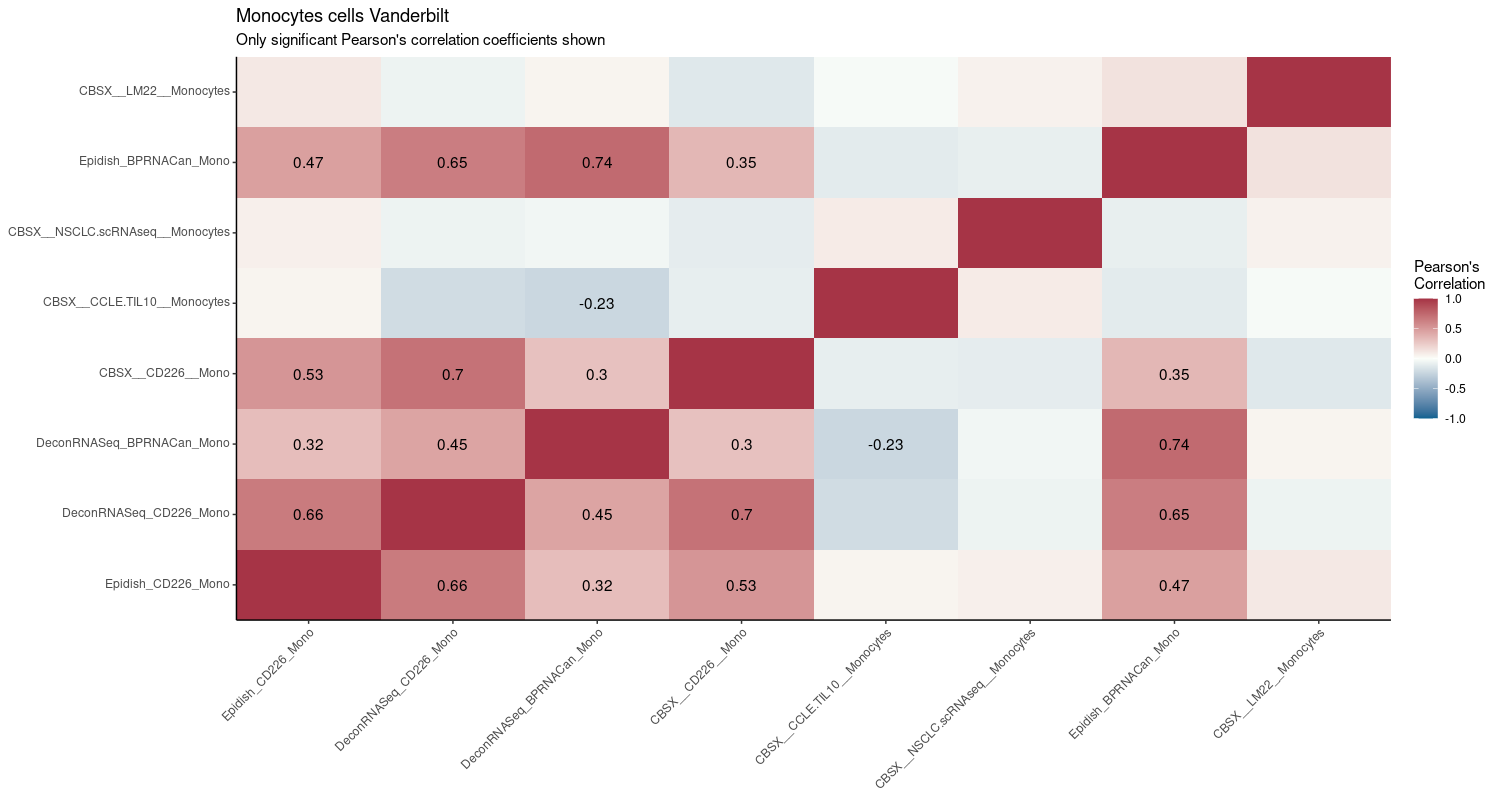 Monocytes cells Vanderbilt
Only significant Pearson's correlation coefficients shown
CBSX__LM22__Monocytes
Epidish_BPRNACan_Mono
0.47 0.65 0.74 0.35
CBSX__NSCLC.scRNAseq__Monocytes
CBSX__CCLE.TIL10__Monocytes
-0.23
CBSX__CD226__Mono
0.53 0.7 0.3 0.35
DeconRNASeq_BPRNACan_Mono
0.32 0.45 0.3 -0.23 0.74
DeconRNASeq_CD226_Mono
0.66 0.45 0.7 0.65
Epidish_CD226_Mono
0.66 0.32 0.53 0.47
Epidish_CD226_Mono
DeconRNASeq_CD226_Mono
DeconRNASeq_BPRNACan_Mono
CBSX__CD226__Mono
CBSX__CCLE.TIL10__Monocytes
CBSX__NSCLC.scRNAseq__Monocytes
Epidish_BPRNACan_Mono
CBSX__LM22__Monocytes
Pearson's
Correlation
1.0
0.5
0.0
-0.5
-1.0